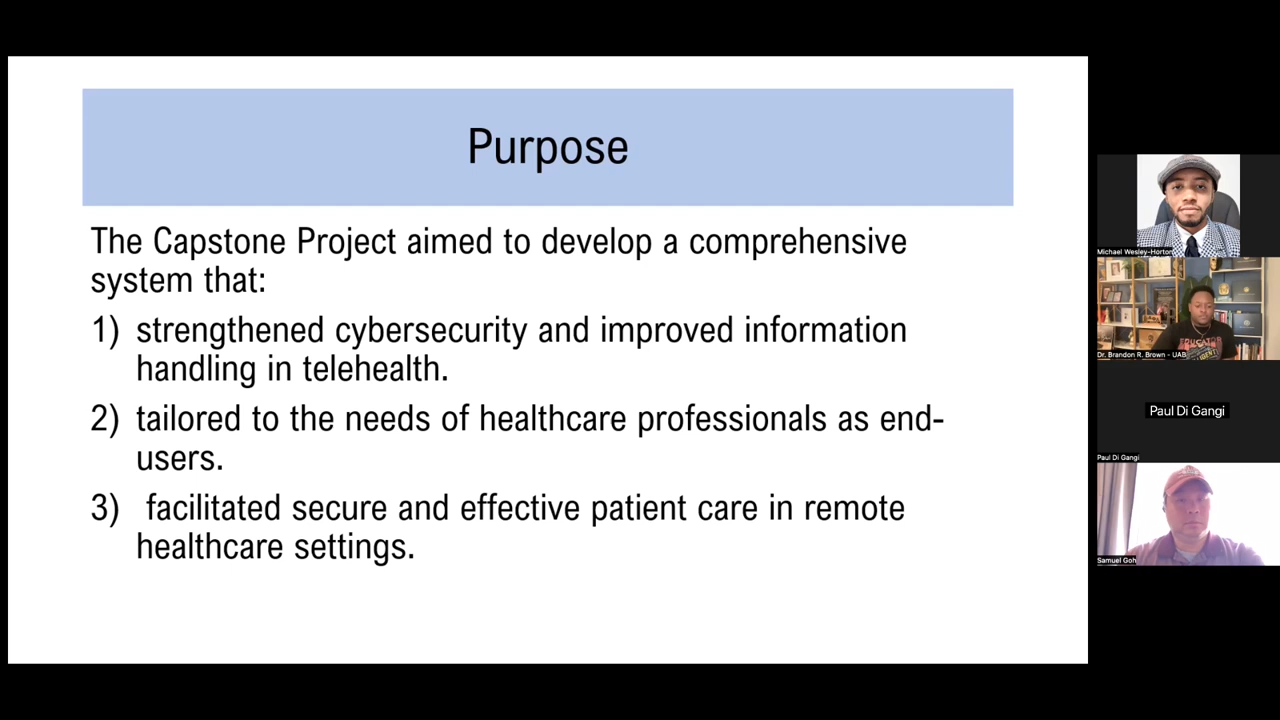 Purpose
The Capstone Project aimed to develop a comprehensive
system that:
1) strengthened cybersecurity and improved information
handling in telehealth.
2) tailored to the needs of healthcare professionals as end-
users.
3) facilitated secure and effective patient care in remote
healthcare settings.
Michael Wesley-Horton
Dr. Brandon R. Brown - UAB
Paul Di Gangi
Paul Di Gangi
Samuel Goh